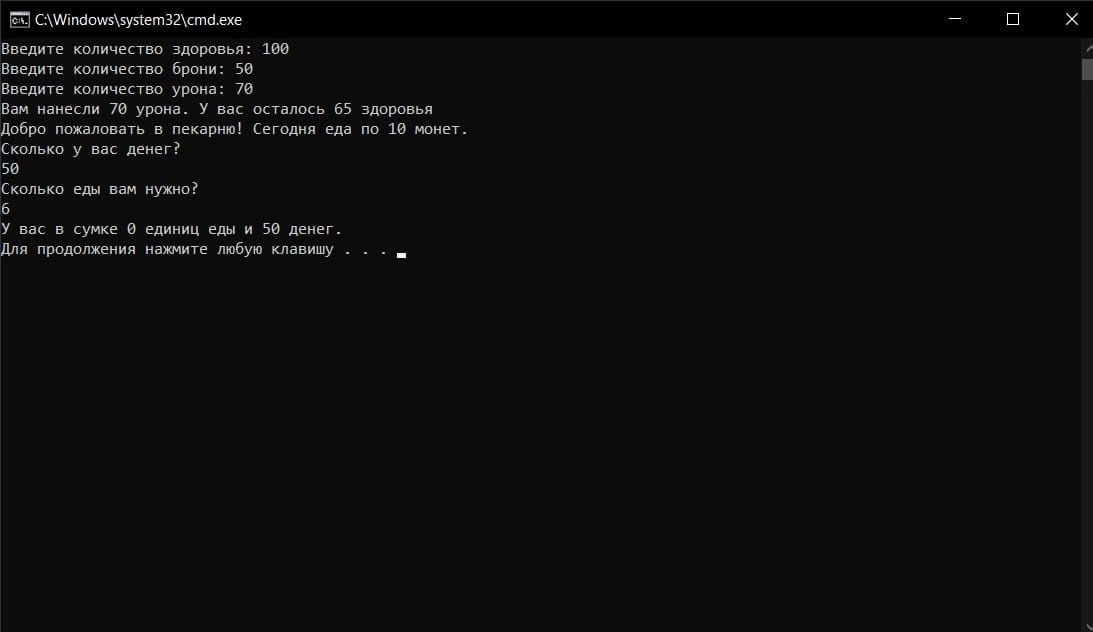 C:\Windows\system32\cmd.exe
Введите количество здоровья: 100
Введите количество брони: 50
Введите количество урона: 70
Вам нанесли 70 урона. У вас осталось 65 здоровья
Добро пожаловать в пекарню! Сегодня еда по 10 монет.
Сколько у вас денег?
50
Сколько еды вам нужно?
6
У вас в сумке 0 единиц еды и 50 денег.
Для продолжения нажмите любую клавишу . . .